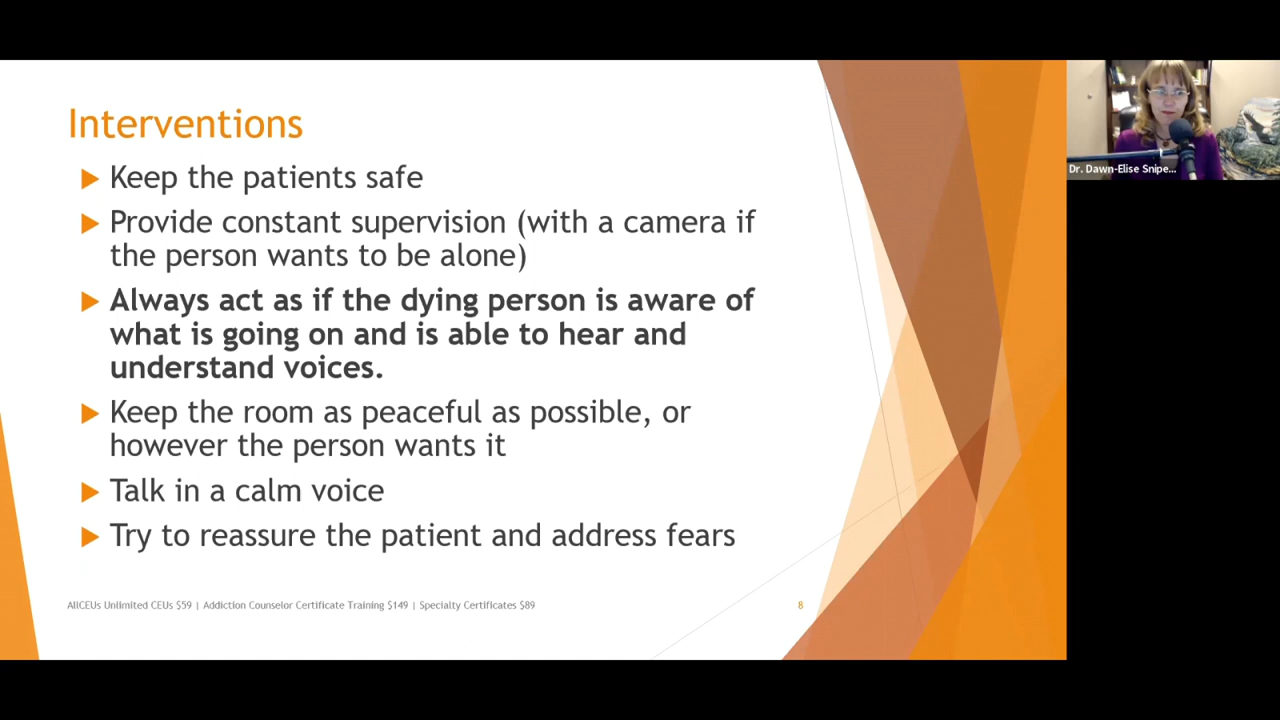 Interventions
Keep the patients safe
Provide constant supervision (with a camera if
the person wants to be alone)
Always act as if the dying person is aware of
what is going on and is able to hear and
understand voices.
Keep the room as peaceful as possible, or
however the person wants it
Talk in a calm voice
Try to reassure the patient and address fears
AllCEUs Unlimited CEUs $59 | Addiction Counselor Certificate Training $149 | Specialty Certificates $89
8
Dr. Dawn-Elise Snipe...